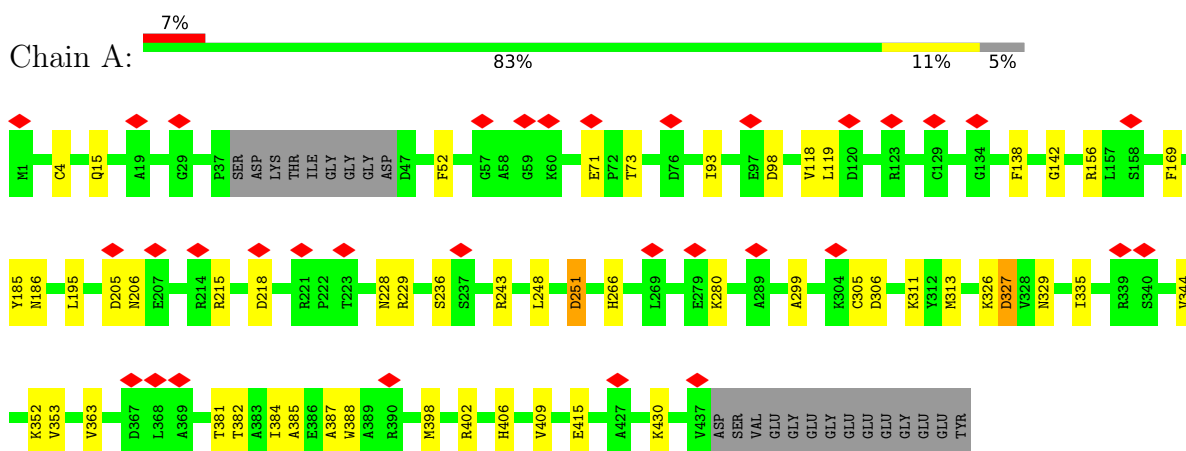 7%
Chain A:
83% 11% 5%
M1 C4 Q15 A19 G29 P37 SER ASP LYS THR ILE GLY GLY GLY ASP D47 F52 G57 A58 G59 K60 E71 P72 T73 D76 I93 E97 D98 V118 L119 D120 R123 C129 G134 F138 G142 R156 L157 S158 F169
Y185 N186 L195 D205 N206 E207 R214 R215 D218 R221 P222 T223 N228 R229 S236 S237 R243 L248 D251 H266 L269 E279 K280 A289 A299 K304 C305 D306 K311 Y312 M313 K326 D327 V328 N329 I335 R339 S340 V344
K352 V353 V363 D367 L368 A369 T381 T382 A383 I384 A385 E386 A387 W388 A389 R390 M398 R402 H406 V409 E415 A427 K430 V437 ASP SER VAL GLU GLY GLU GLY GLU GLU GLU GLY GLU GLU TYR